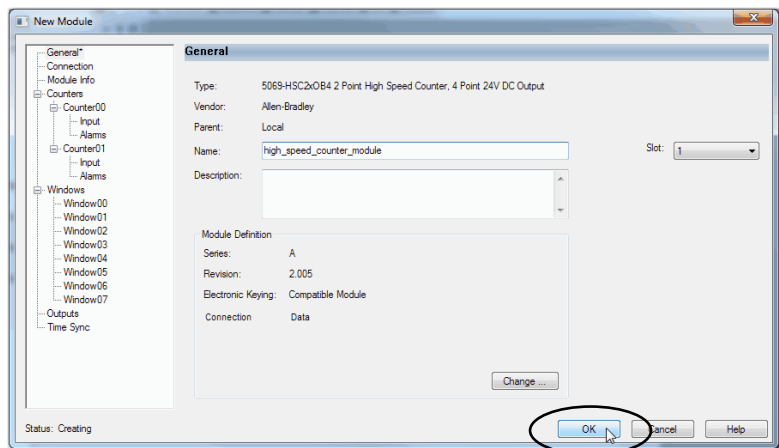 New Module
General*
Connection
Module Info
Counters
Counter00
Input
Alarms
Counter01
Input
Alarms
Windows
Window00
Window01
Window02
Window03
Window04
Window05
Window06
Window07
Outputs
Time Sync
General
Type: 5069-HSC2xOB4 2 Point High Speed Counter, 4 Point 24V DC Output
Vendor: Allen-Bradley
Parent: Local
Name: high_speed_counter_module Slot: 1
Description:
Module Definition
Series: A
Revision: 2.005
Electronic Keying: Compatible Module
Connection Data
Change ...
Status: Creating OK Cancel Help